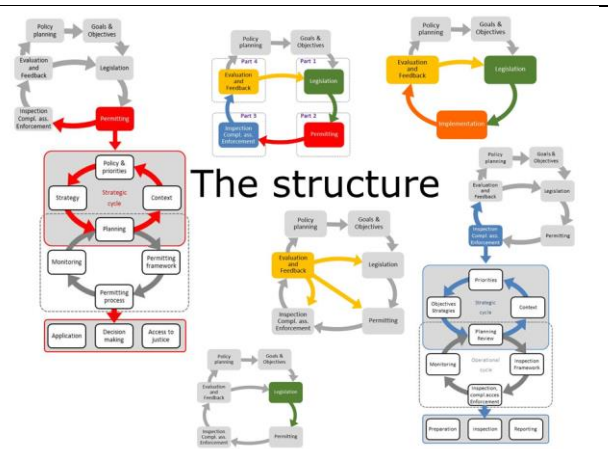 Policy
planning
Goals &
Objectives
Evaluation
and
Feedback
Legislation
Inspection
Compl. ass.
Enforcement
Permitting
Policy &
priorities
Strategy
Strategic
cycle
Context
Planning
Monitoring
Permitting
framework
Permitting
process
Application
Decision
making
Access to
justice
Policy
planning
Goals &
Objectives
Part 4
Part 1
Evaluation
and
Feedback
Legislation
Part 3
Part 2
Inspection
Compl. ass.
Enforcement
Permitting
Policy
planning
Goals &
Objectives
Evaluation
and
Feedback
Legislation
Implementation
The structure
Policy
planning
Goals &
Objectives
Evaluation
and
Feedback
Legislation
Inspection
Compl. ass.
Enforcement
Permitting
Policy
planning
Goals &
Objectives
Evaluation
and
Feedback
Legislation
Inspection
Compl. ass.
Enforcement
Permitting
Policy
planning
Goals &
Objectives
Evaluation
and
Feedback
Legislation
Inspection
Compl. ass.
Enforcement
Permitting
Priorities
Objectives
Strategies
Strategic
cycle
Context
Planning
Review
Monitoring
Operational
cycle
Inspection
framework
Inspection,
Enforcement
Preparation
Inspection
Reporting